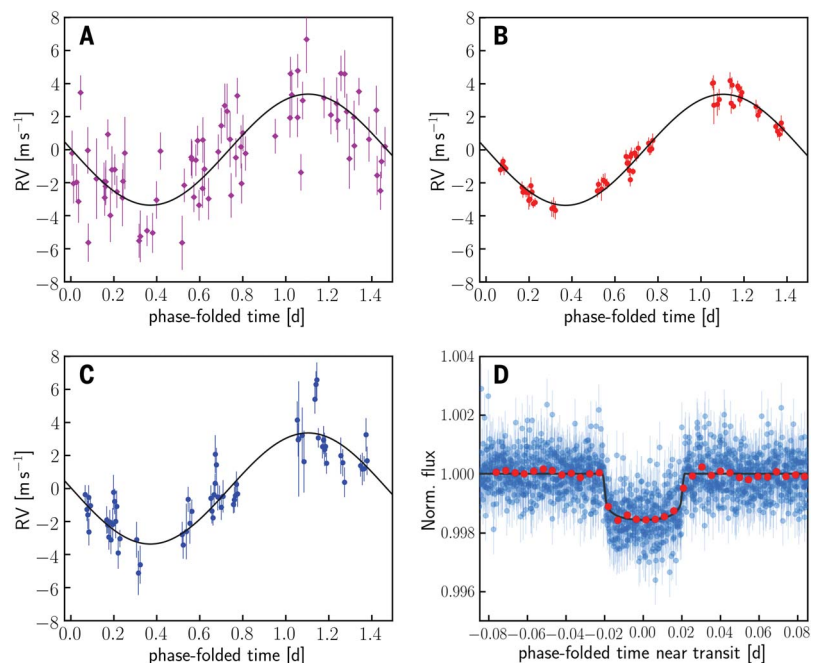 A
RV [m s⁻¹]
8
6
4
2
0
−2
−4
−6
−8
0.0 0.2 0.4 0.6 0.8 1.0 1.2 1.4
phase-folded time [d]
B
RV [m s⁻¹]
8
6
4
2
0
−2
−4
−6
−8
0.0 0.2 0.4 0.6 0.8 1.0 1.2 1.4
phase-folded time [d]
C
RV [m s⁻¹]
8
6
4
2
0
−2
−4
−6
−8
0.0 0.2 0.4 0.6 0.8 1.0 1.2 1.4
phase-folded time [d]
D
Norm. flux
1.004
1.002
1.000
0.998
0.996
−0.08−0.06−0.04−0.02 0.00 0.02 0.04 0.06 0.08
phase-folded time near transit [d]